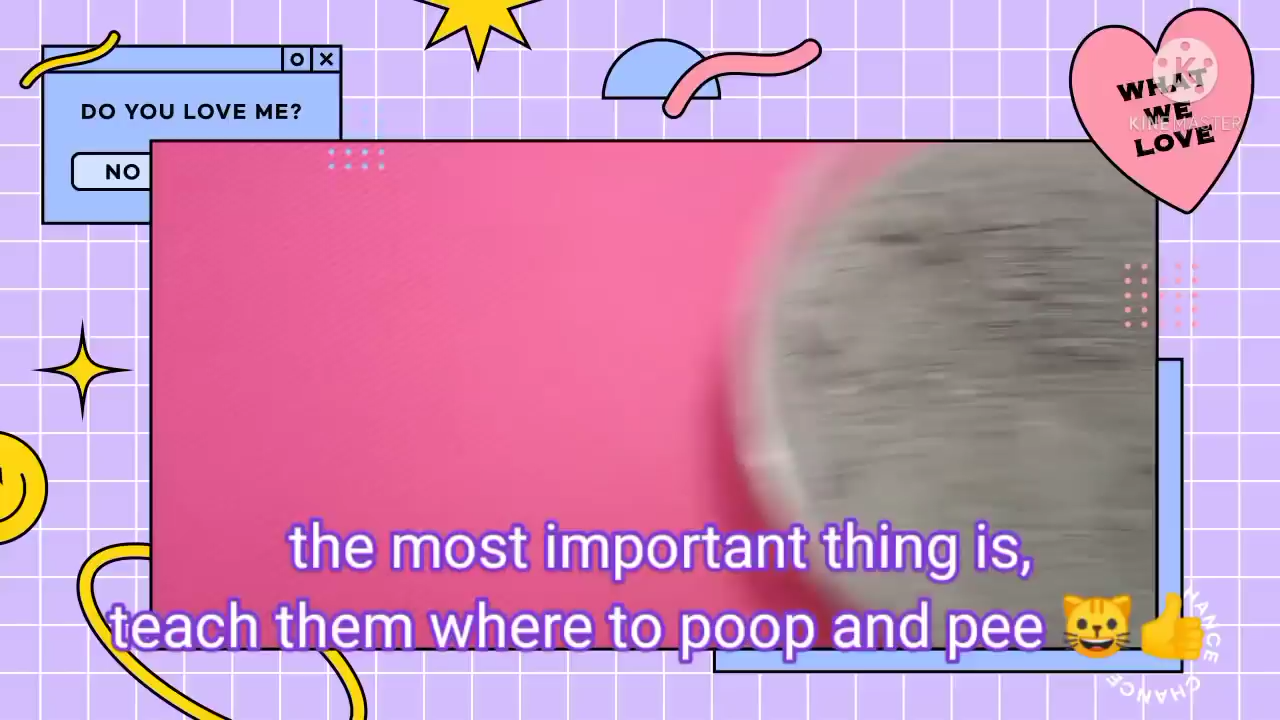 DO YOU LOVE ME?
NO
WHAT
WE
LOVE
KINEMASTER
the most important thing is,
teach them where to poop and pee 😺👍
CHANCE